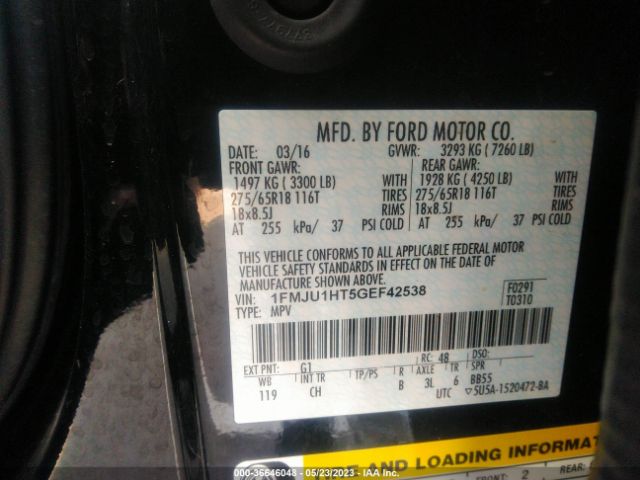 MFD. BY FORD MOTOR CO.
DATE: 03/16 GVWR: 3293 KG ( 7260 LB)
FRONT GAWR: REAR GAWR:
1497 KG ( 3300 LB) WITH 1928 KG ( 4250 LB) WITH
275/65R18 116T TIRES 275/65R18 116T TIRES
18x8.5J RIMS 18x8.5J RIMS
AT 255 kPa/ 37 PSI COLD AT 255 kPa/ 37 PSI COLD
THIS VEHICLE CONFORMS TO ALL APPLICABLE FEDERAL MOTOR
VEHICLE SAFETY STANDARDS IN EFFECT ON THE DATE OF
MANUFACTURE SHOWN ABOVE.
VIN: 1FMJU1HT5GEF42538 F0291
TYPE: MPV T0310
EXT PNT: G1 RC: 48 DSO:
WB INT TR TP/PS R AXLE TR SPR
119 CH B 3L 6 BB55
UTC ▽5U5A-1520472-BA
TIRE AND LOADING INFORMAT
FRONT: 2 REAR:
000-36646048 - 05/23/2023 - IAA Inc.